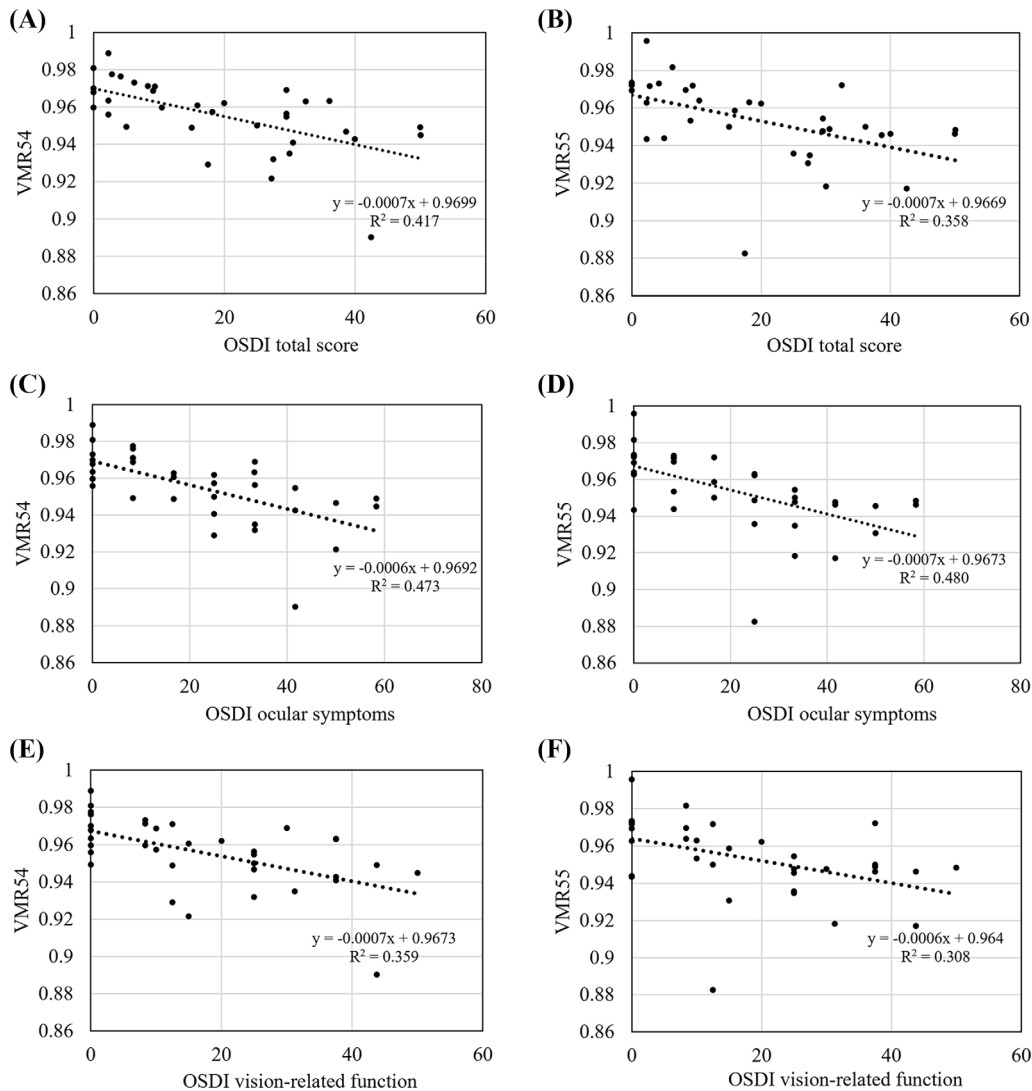 (A)
1
0.98
0.96
0.94
0.92
0.9
0.88
0.86
VMR54
y = -0.0007x + 0.9699
R² = 0.417
0 20 40 60
OSDI total score
(B)
1
0.98
0.96
0.94
0.92
0.9
0.88
0.86
VMR55
y = -0.0007x + 0.9669
R² = 0.358
0 20 40 60
OSDI total score
(C)
1
0.98
0.96
0.94
0.92
0.9
0.88
0.86
VMR54
y = -0.0006x + 0.9692
R² = 0.473
0 20 40 60 80
OSDI ocular symptoms
(D)
1
0.98
0.96
0.94
0.92
0.9
0.88
0.86
VMR55
y = -0.0007x + 0.9673
R² = 0.480
0 20 40 60 80
OSDI ocular symptoms
(E)
1
0.98
0.96
0.94
0.92
0.9
0.88
0.86
VMR54
y = -0.0007x + 0.9673
R² = 0.359
0 20 40 60
OSDI vision-related function
(F)
1
0.98
0.96
0.94
0.92
0.9
0.88
0.86
VMR55
y = -0.0006x + 0.964
R² = 0.308
0 20 40 60
OSDI vision-related function